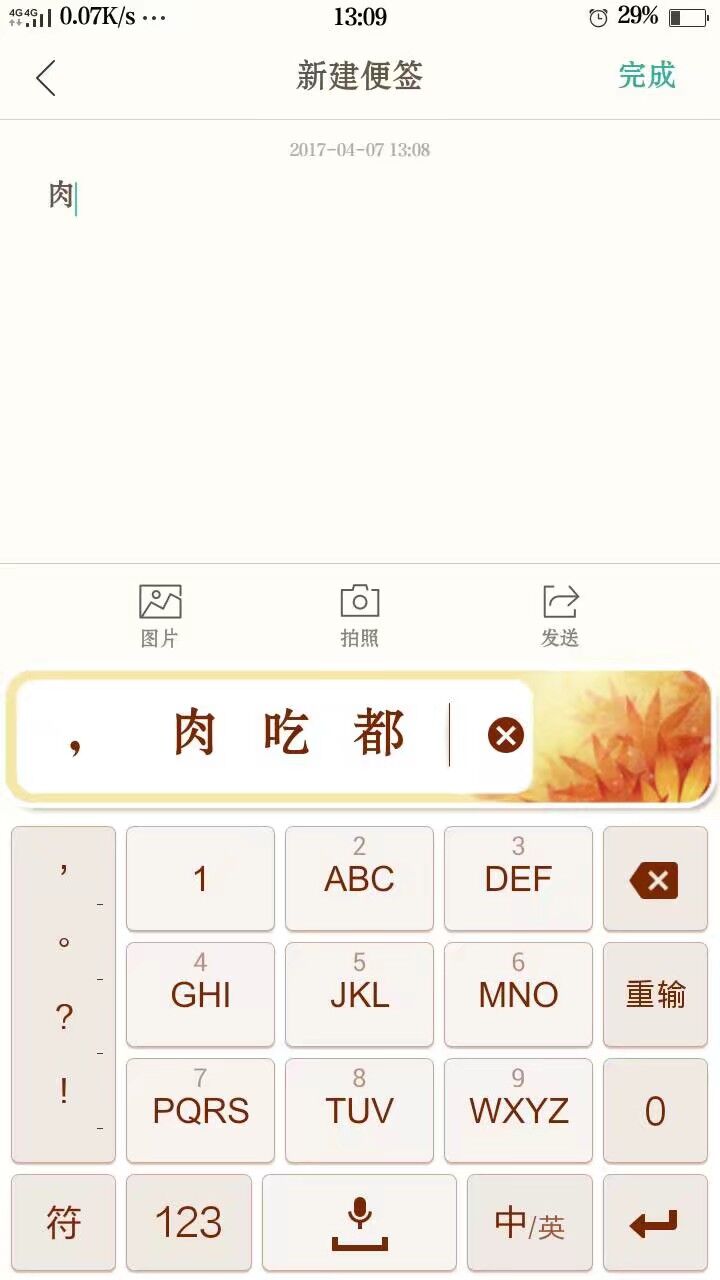 4G 4G 0.07K/s ... 13:09 29%
新建便签 完成
2017-04-07 13:08
肉
图片 拍照 发送
， 肉 吃 都
， 1 2 ABC 3 DEF
。 4 GHI 5 JKL 6 MNO 重输
? 7 PQRS 8 TUV 9 WXYZ 0
!
符 123 中/英